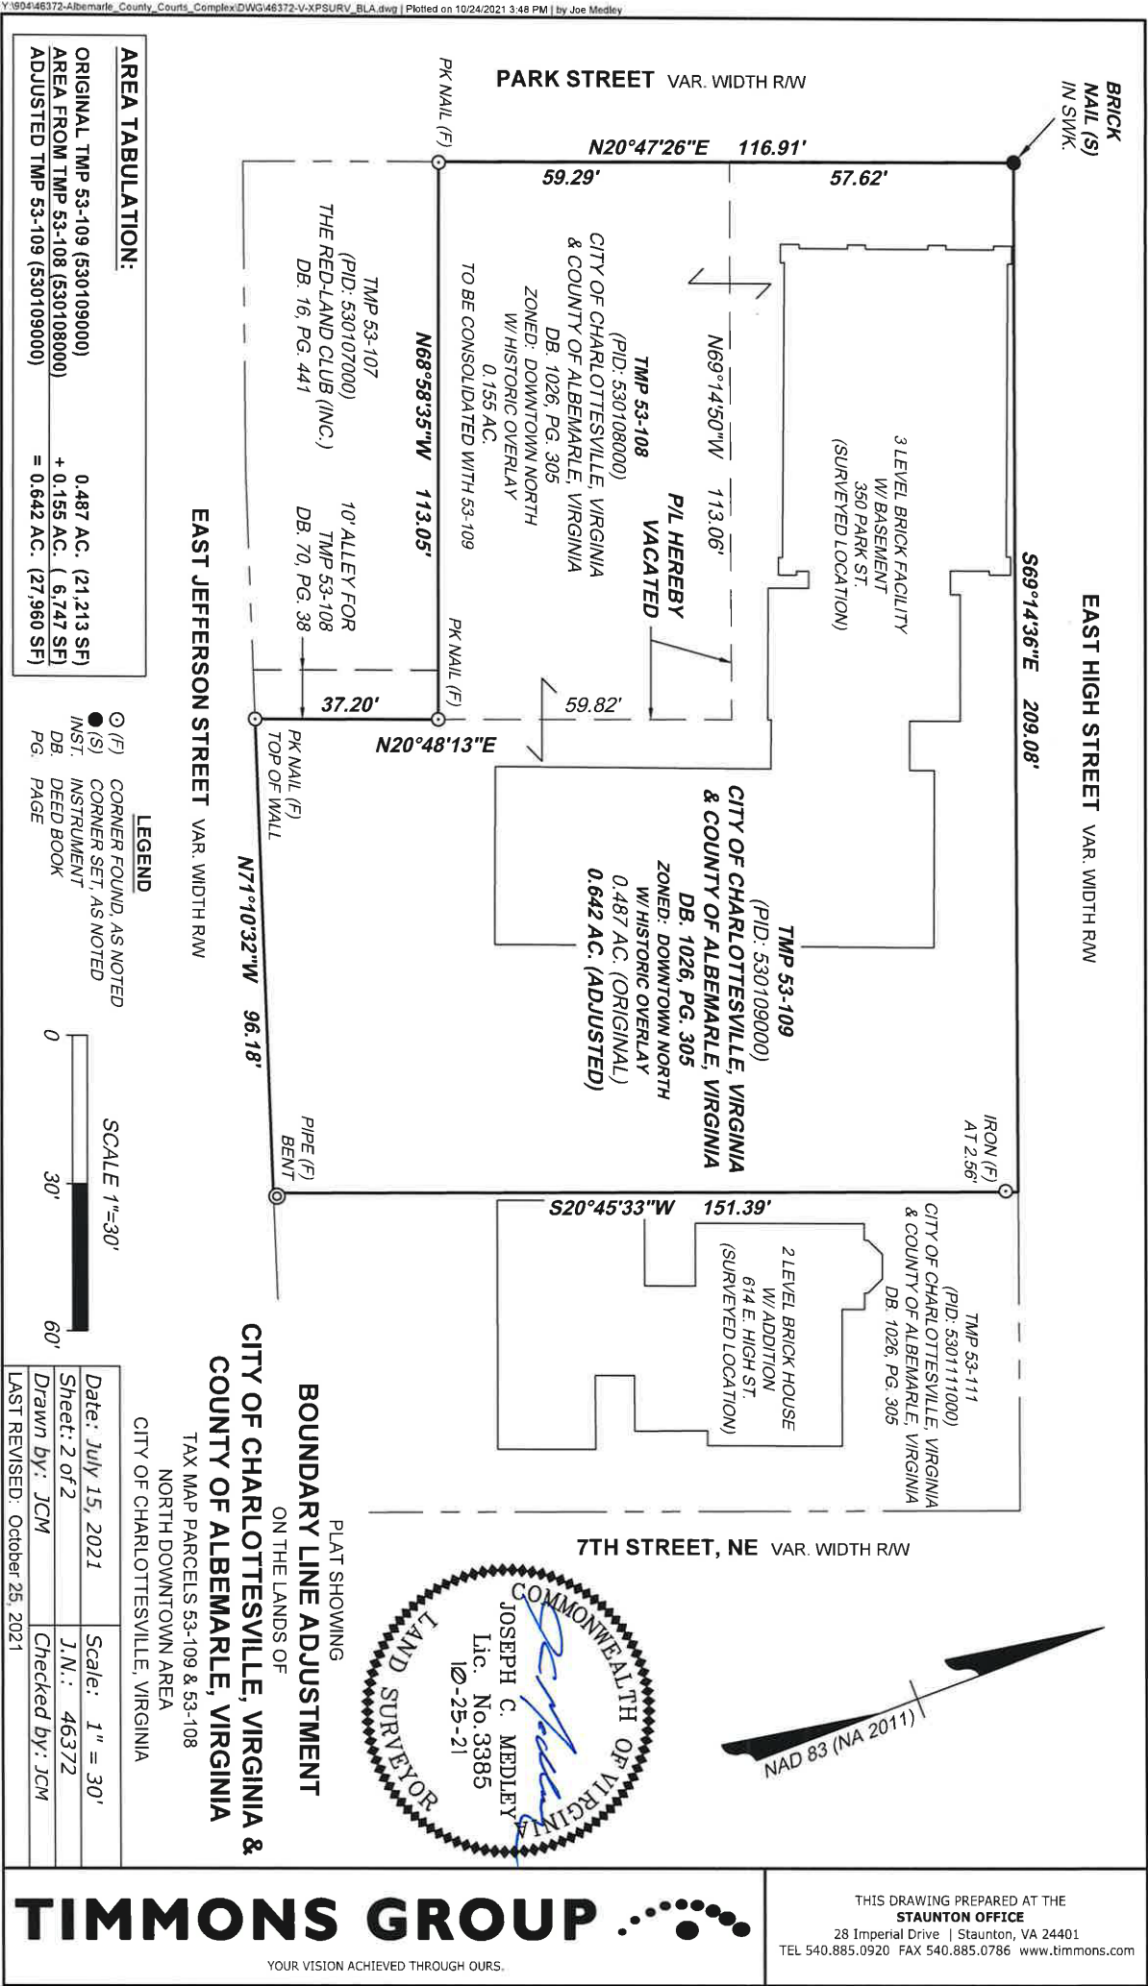 Y:\904\46372-Albemarle_County_Courts_Complex\DWG\46372-V-XPSURV_BLA.dwg | Plotted on 10/24/2021 3:48 PM | by Joe Medley
BRICK
NAIL (S)
IN SWK.
PARK STREET VAR. WIDTH R/W
PK NAIL (F)
N20°47'26"E 116.91'
59.29'
57.62'
EAST HIGH STREET VAR. WIDTH R/W
S69°14'36"E 209.08'
3 LEVEL BRICK FACILITY
W/ BASEMENT
350 PARK ST.
(SURVEYED LOCATION)
N69°14'50"W 113.06'
P/L HEREBY
VACATED
TMP 53-108
(PID: 530108000)
CITY OF CHARLOTTESVILLE, VIRGINIA
& COUNTY OF ALBEMARLE, VIRGINIA
DB. 1026, PG. 305
ZONED: DOWNTOWN NORTH
W/ HISTORIC OVERLAY
0.155 AC.
TO BE CONSOLIDATED WITH 53-109
N68°58'35"W 113.05'
PK NAIL (F)
TMP 53-107
(PID: 530107000)
THE RED-LAND CLUB (INC.)
DB. 16, PG. 441
10' ALLEY FOR
TMP 53-108
DB. 70, PG. 38
37.20'
59.82'
N20°48'13"E
PK NAIL (F)
TOP OF WALL
EAST JEFFERSON STREET VAR. WIDTH R/W
N71°10'32"W 96.18'
PIPE (F)
BENT
TMP 53-109
(PID: 530109000)
CITY OF CHARLOTTESVILLE, VIRGINIA
& COUNTY OF ALBEMARLE, VIRGINIA
DB. 1026, PG. 305
ZONED: DOWNTOWN NORTH
W/ HISTORIC OVERLAY
0.487 AC. (ORIGINAL)
0.642 AC. (ADJUSTED)
IRON (F)
AT 2.56'
S20°45'33"W 151.39'
TMP 53-111
(PID: 5301111000)
CITY OF CHARLOTTESVILLE, VIRGINIA
& COUNTY OF ALBEMARLE, VIRGINIA
DB. 1026, PG. 305
2 LEVEL BRICK HOUSE
W/ ADDITION
614 E. HIGH ST.
(SURVEYED LOCATION)
7TH STREET, NE VAR. WIDTH R/W
NAD 83 (NA 2011)
AREA TABULATION:
ORIGINAL TMP 53-109 (530109000) 0.487 AC. (21,213 SF)
AREA FROM TMP 53-108 (530108000) + 0.155 AC. ( 6,747 SF)
ADJUSTED TMP 53-109 (530109000) = 0.642 AC. (27,960 SF)
LEGEND
(F) CORNER FOUND, AS NOTED
(S) CORNER SET, AS NOTED
INST. INSTRUMENT
DB. DEED BOOK
PG. PAGE
SCALE 1"=30'
0 30' 60'
PLAT SHOWING
BOUNDARY LINE ADJUSTMENT
ON THE LANDS OF
CITY OF CHARLOTTESVILLE, VIRGINIA &
COUNTY OF ALBEMARLE, VIRGINIA
TAX MAP PARCELS 53-109 & 53-108
NORTH DOWNTOWN AREA
CITY OF CHARLOTTESVILLE, VIRGINIA
COMMONWEALTH OF VIRGINIA
JOSEPH C. MEDLEY
Lic. No.3385
10-25-21
LAND SURVEYOR
Date: July 15, 2021 Scale: 1" = 30'
Sheet: 2 of 2 J.N.: 46372
Drawn by: JCM Checked by: JCM
LAST REVISED: October 25, 2021
TIMMONS GROUP
YOUR VISION ACHIEVED THROUGH OURS.
THIS DRAWING PREPARED AT THE
STAUNTON OFFICE
28 Imperial Drive | Staunton, VA 24401
TEL 540.885.0920 FAX 540.885.0786 www.timmons.com